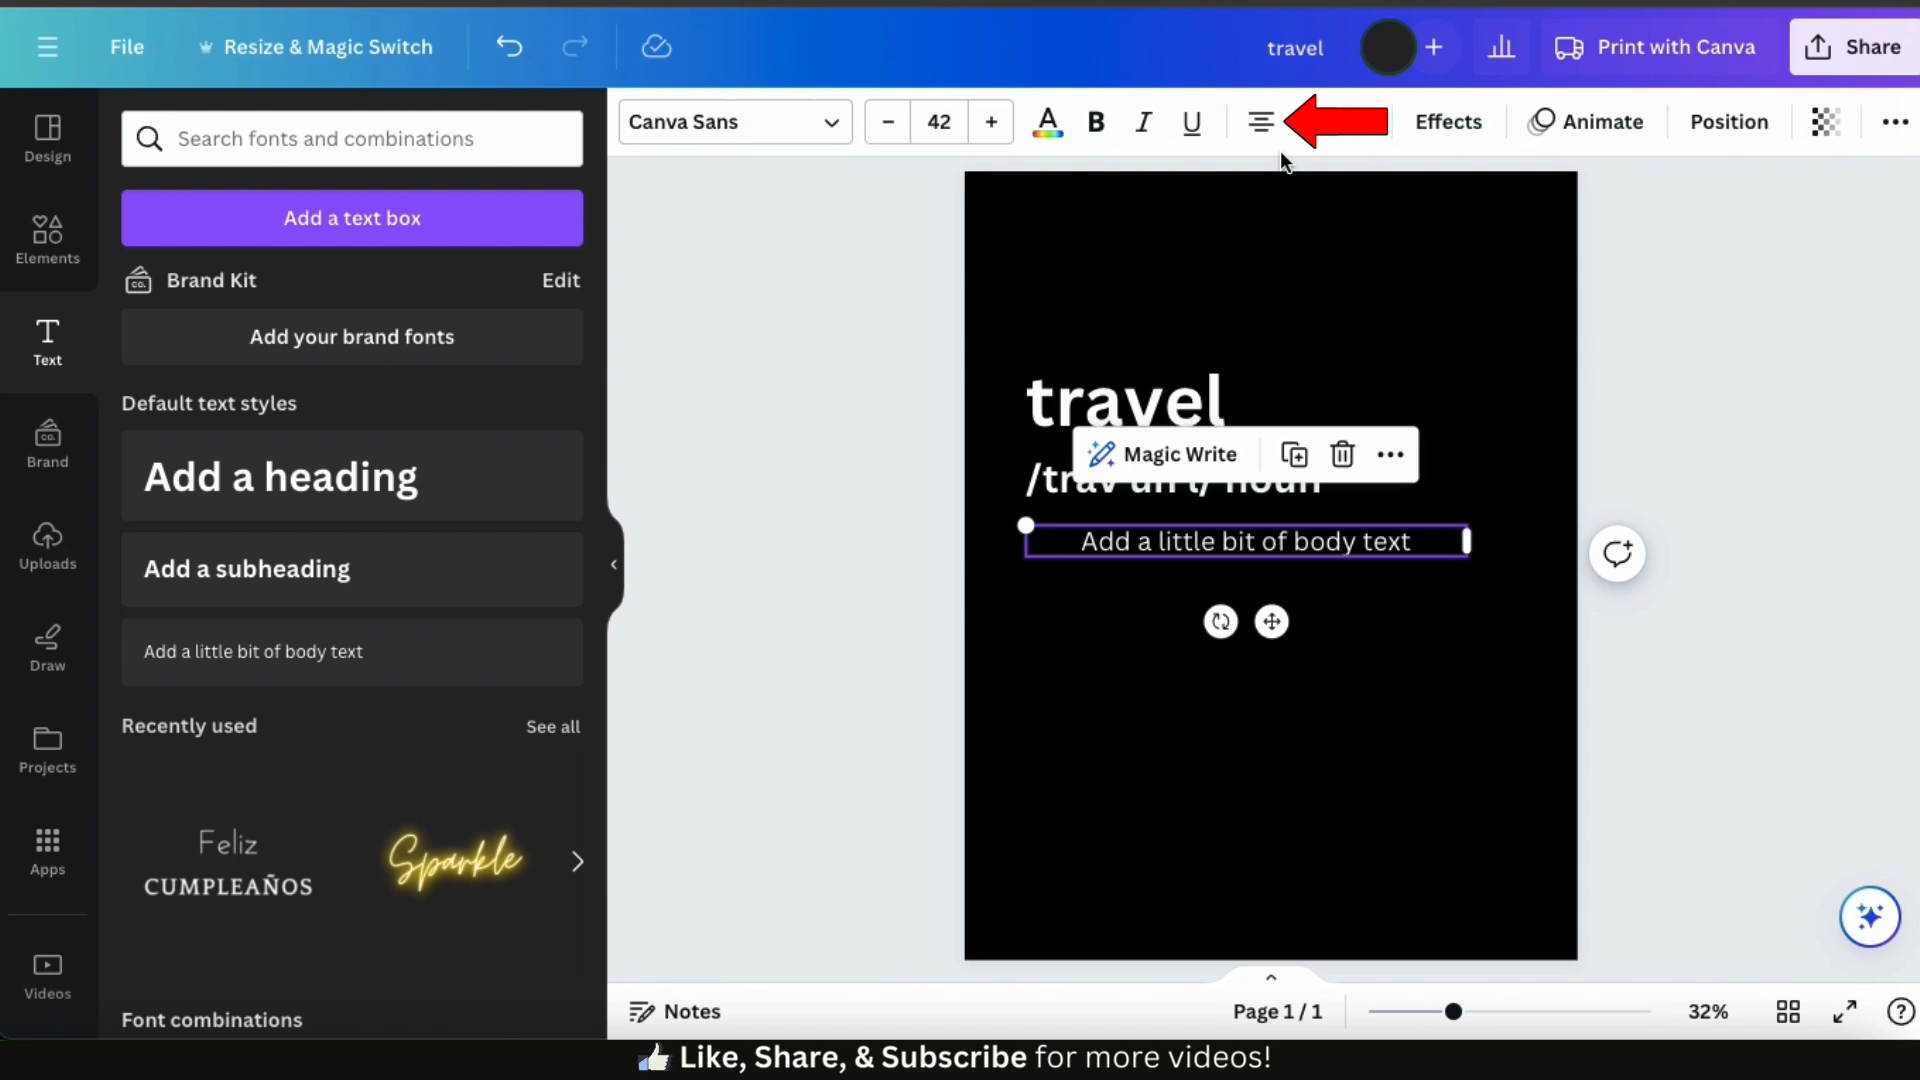 File
Resize & Magic Switch
travel
Print with Canva
Share
Design
Elements
Text
Brand
Uploads
Draw
Projects
Apps
Videos
Search fonts and combinations
Add a text box
CO.
Brand Kit
Edit
Add your brand fonts
Default text styles
Add a heading
Add a subheading
Add a little bit of body text
Recently used
See all
Feliz
CUMPLEAÑOS
Sparkle
Font combinations
Canva Sans
42
A B I U
Effects
Animate
Position
travel
Magic Write
noun
Add a little bit of body text
Notes
Page 1 / 1
32%
Like, Share, & Subscribe for more videos!